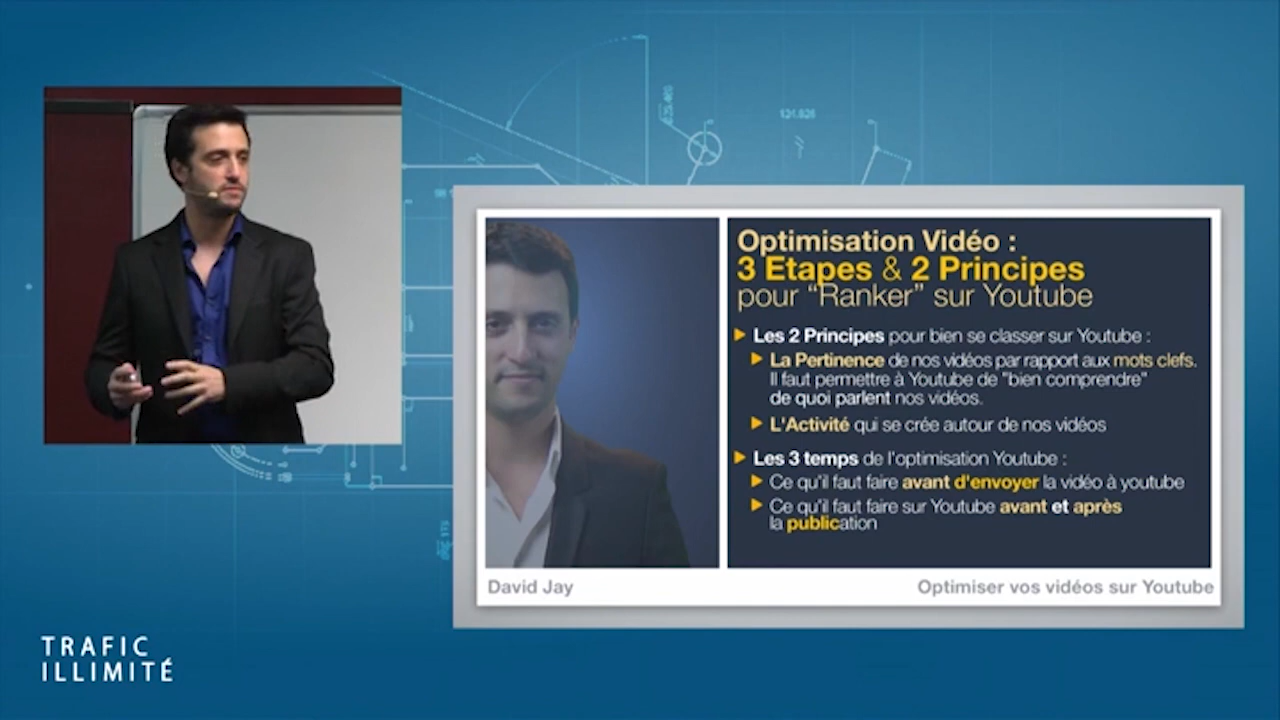 Optimisation Vidéo :
3 Etapes & 2 Principes
pour “Ranker” sur Youtube
Les 2 Principes pour bien se classer sur Youtube :
La Pertinence de nos vidéos par rapport aux mots clefs.
Il faut permettre à Youtube de "bien comprendre"
de quoi parlent nos vidéos.
L'Activité qui se crée autour de nos vidéos
Les 3 temps de l'optimisation Youtube :
Ce qu'il faut faire avant d'envoyer la vidéo à youtube
Ce qu'il faut faire sur Youtube avant et après
la publication
David Jay
Optimiser vos vidéos sur Youtube
TRAFIC
ILLIMITÉ